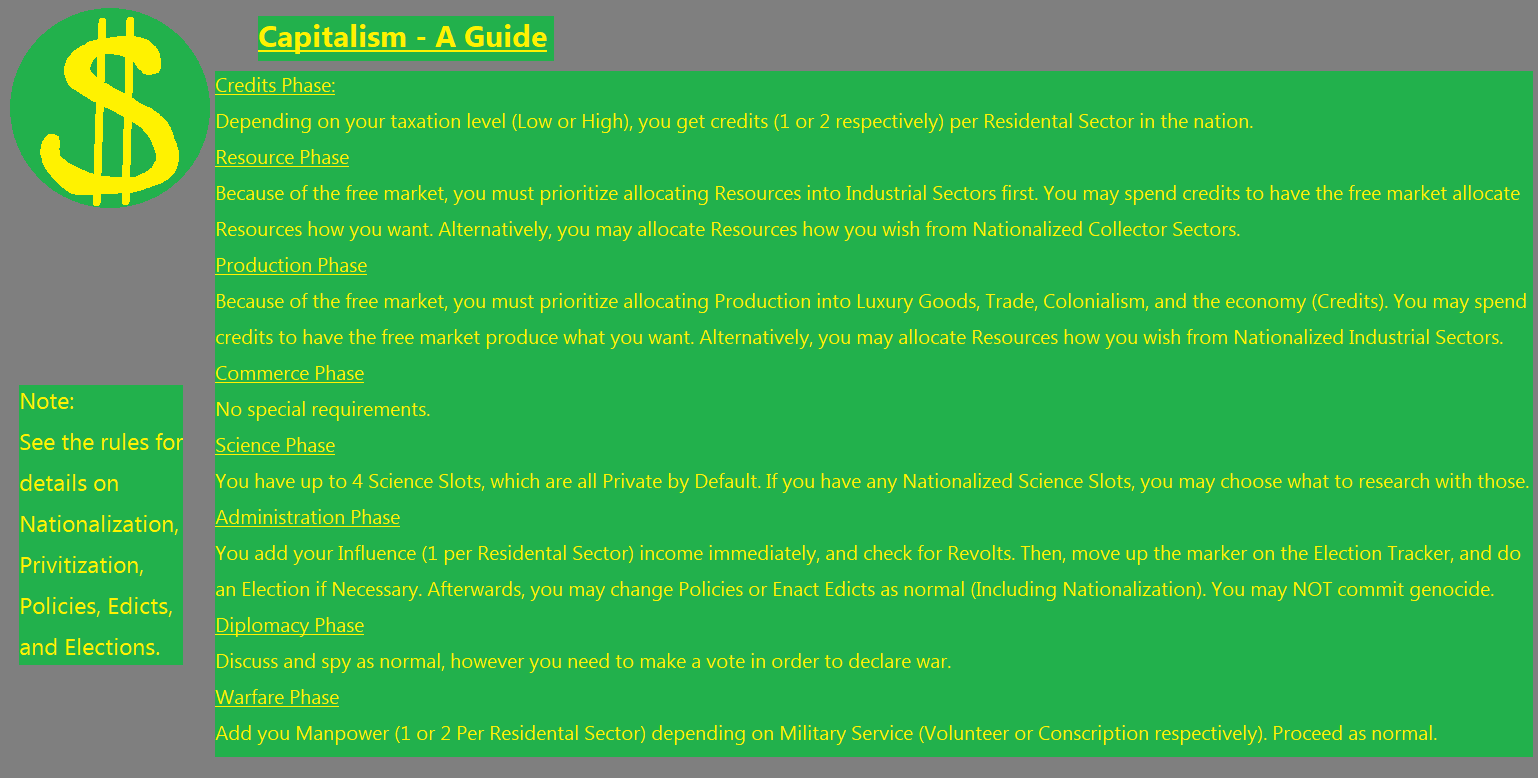 Capitalism - A Guide
Credits Phase:
Depending on your taxation level (Low or High), you get credits (1 or 2 respectively) per Residental Sector in the nation.
Resource Phase
Because of the free market, you must prioritize allocating Resources into Industrial Sectors first. You may spend credits to have the free market allocate
Resources how you want. Alternatively, you may allocate Resources how you wish from Nationalized Collector Sectors.
Production Phase
Because of the free market, you must prioritize allocating Production into Luxury Goods, Trade, Colonialism, and the economy (Credits). You may spend
credits to have the free market produce what you want. Alternatively, you may allocate Resources how you wish from Nationalized Industrial Sectors.
Commerce Phase
No special requirements.
Science Phase
You have up to 4 Science Slots, which are all Private by Default. If you have any Nationalized Science Slots, you may choose what to research with those.
Administration Phase
You add your Influence (1 per Residental Sector) income immediately, and check for Revolts. Then, move up the marker on the Election Tracker, and do
an Election if Necessary. Afterwards, you may change Policies or Enact Edicts as normal (Including Nationalization). You may NOT commit genocide.
Diplomacy Phase
Discuss and spy as normal, however you need to make a vote in order to declare war.
Warfare Phase
Add you Manpower (1 or 2 Per Residental Sector) depending on Military Service (Volunteer or Conscription respectively). Proceed as normal.
Note:
See the rules for
details on
Nationalization,
Privitization,
Policies, Edicts,
and Elections.
$